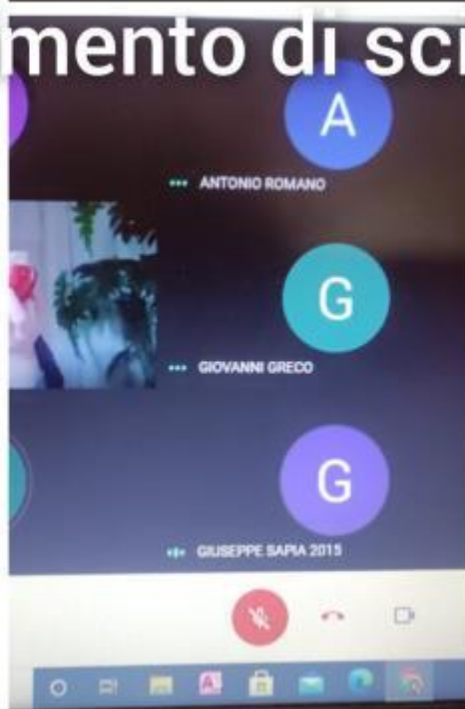 mento di sc
A
ANTONIO ROMANO
G
GIOVANNI GRECO
G
GIUSEPPE SAPIA 2015
A